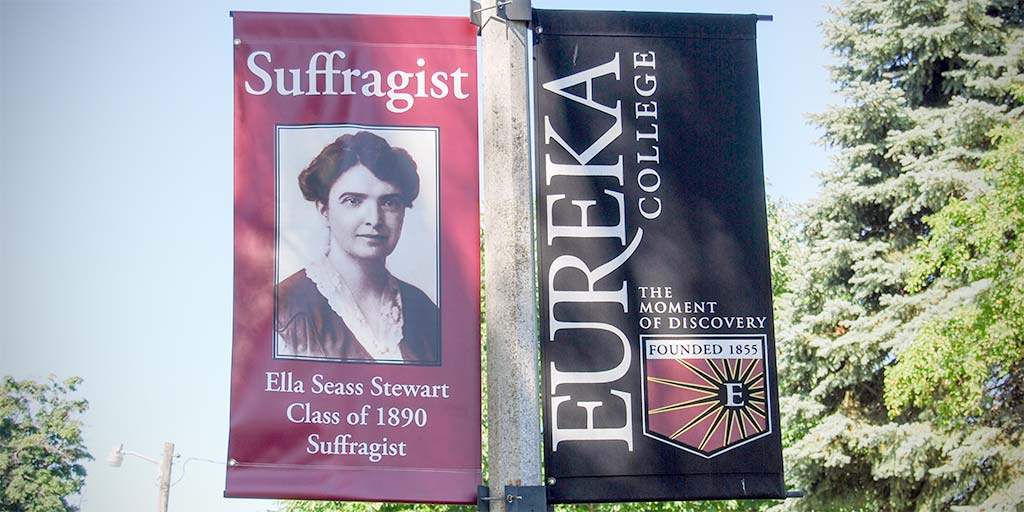 Suffragist
Ella Seass Stewart
Class of 1890
Suffragist
EUREKA
COLLEGE
THE
MOMENT
OF DISCOVERY
FOUNDED 1855
E